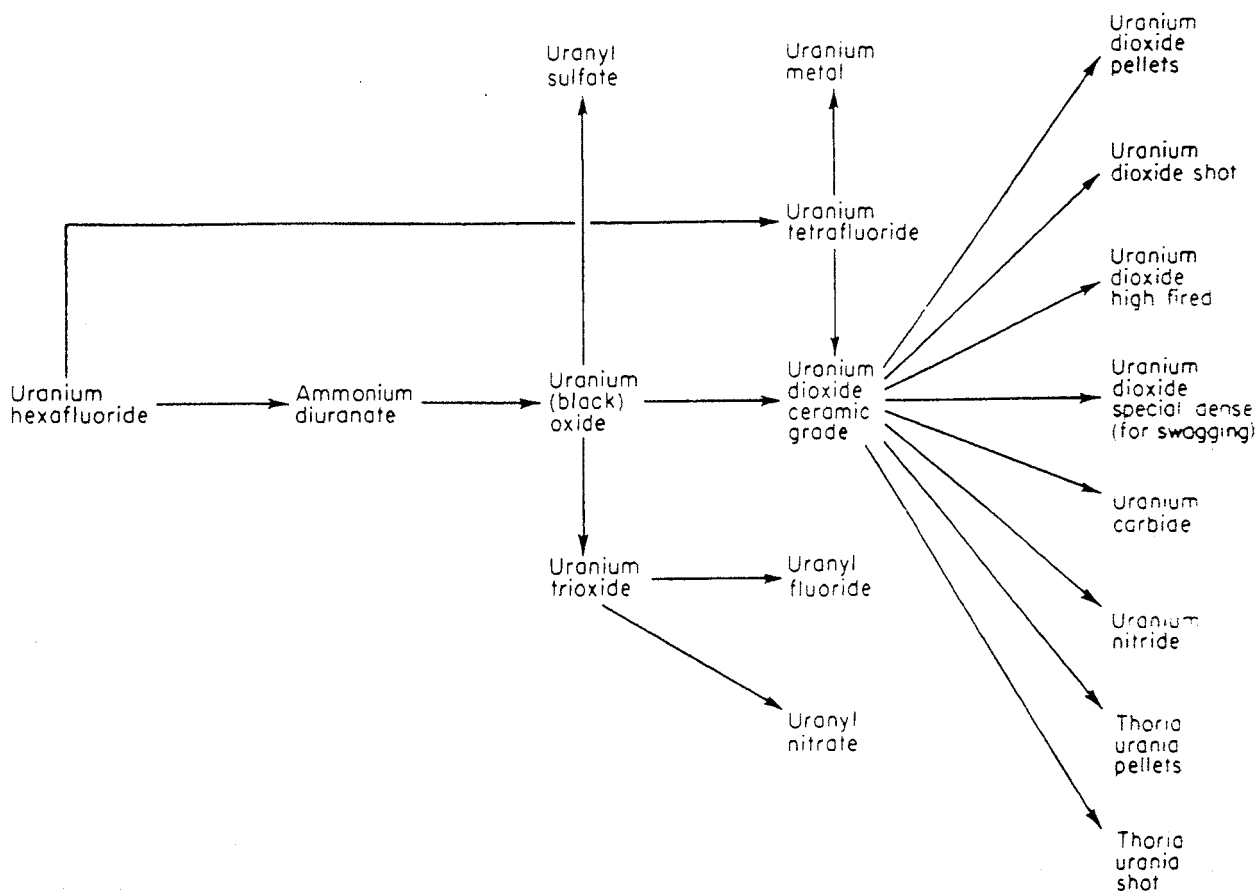 Uranyl
sulfate
Uranium
metal
Uranium
dioxide
pellets
Uranium
dioxide shot
Uranium
tetrafluoride
Uranium
dioxide
high fired
Uranium
hexafluoride
Ammonium
diuranate
Uranium
(black)
oxide
Uranium
dioxide
ceramic
grade
Uranium
dioxide
special dense
(for swagging)
Uranium
carbide
Uranium
trioxide
Uranyl
fluoride
Uranium
nitride
Uranyl
nitrate
Thoria
urania
pellets
Thoria
urania
shot